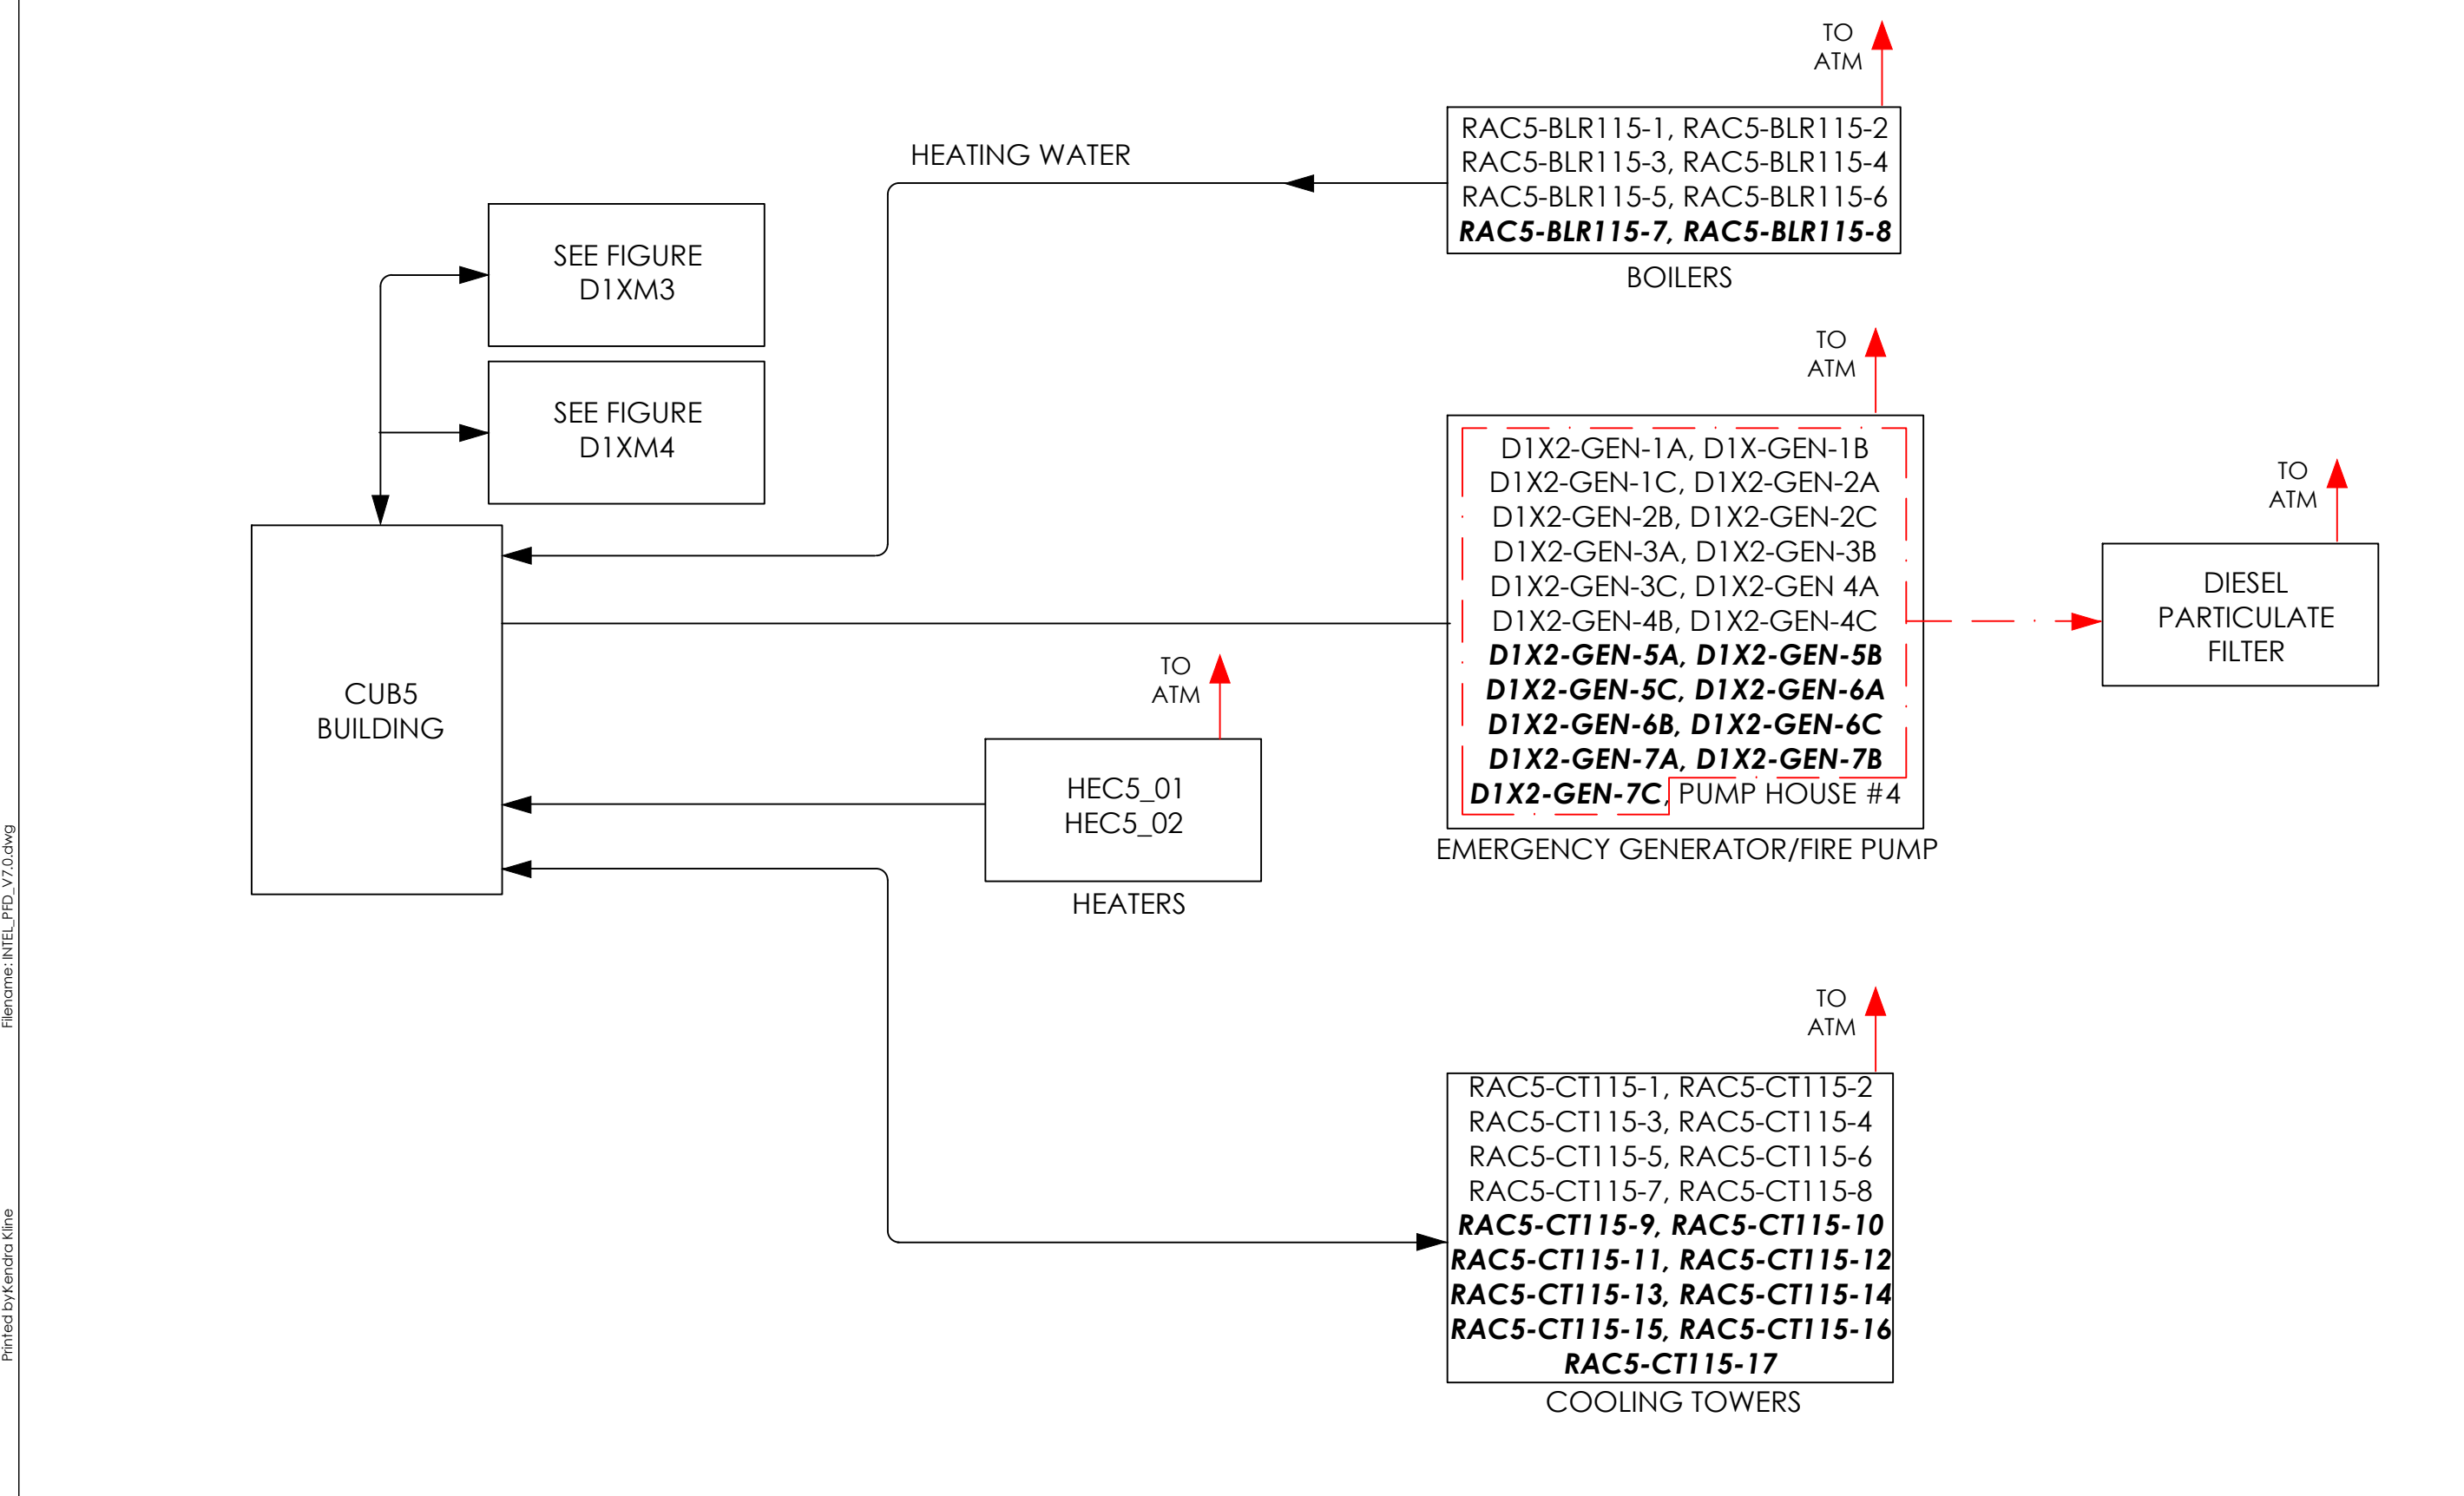 TO
ATM
RAC5-BLR115-1, RAC5-BLR115-2
RAC5-BLR115-3, RAC5-BLR115-4
RAC5-BLR115-5, RAC5-BLR115-6
RAC5-BLR115-7, RAC5-BLR115-8
BOILERS
HEATING WATER
SEE FIGURE
D1XM3
SEE FIGURE
D1XM4
TO
ATM
D1X2-GEN-1A, D1X-GEN-1B
D1X2-GEN-1C, D1X2-GEN-2A
D1X2-GEN-2B, D1X2-GEN-2C
D1X2-GEN-3A, D1X2-GEN-3B
D1X2-GEN-3C, D1X2-GEN 4A
D1X2-GEN-4B, D1X2-GEN-4C
D1X2-GEN-5A, D1X2-GEN-5B
D1X2-GEN-5C, D1X2-GEN-6A
D1X2-GEN-6B, D1X2-GEN-6C
D1X2-GEN-7A, D1X2-GEN-7B
D1X2-GEN-7C, PUMP HOUSE #4
EMERGENCY GENERATOR/FIRE PUMP
TO
ATM
DIESEL
PARTICULATE
FILTER
CUB5
BUILDING
TO
ATM
HEC5_01
HEC5_02
HEATERS
TO
ATM
RAC5-CT115-1, RAC5-CT115-2
RAC5-CT115-3, RAC5-CT115-4
RAC5-CT115-5, RAC5-CT115-6
RAC5-CT115-7, RAC5-CT115-8
RAC5-CT115-9, RAC5-CT115-10
RAC5-CT115-11, RAC5-CT115-12
RAC5-CT115-13, RAC5-CT115-14
RAC5-CT115-15, RAC5-CT115-16
RAC5-CT115-17
COOLING TOWERS
Filename: INTEL_PFD_V7.0.dwg
Printed byKendra Kline